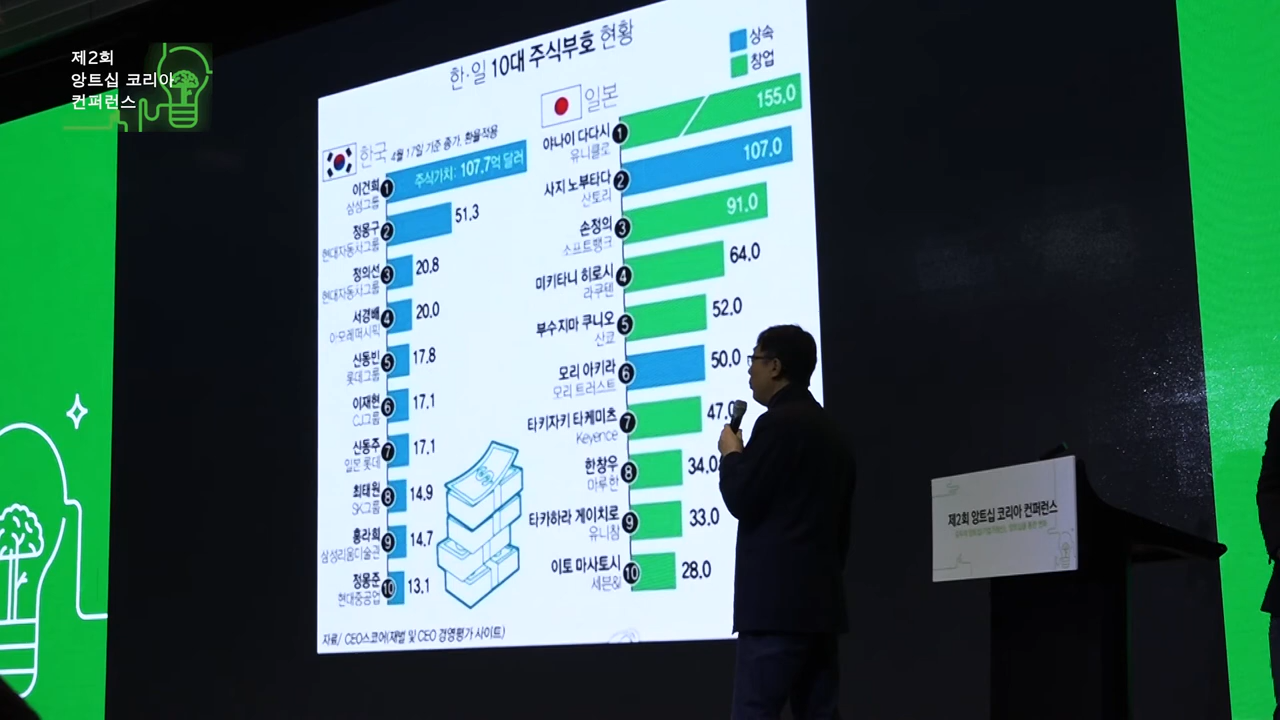 제2회
앙트십 코리아
컨퍼런스
한·일 10대 주식부호 현황
상속
창업
한국 4월 17일 기준 종가, 환율적용
이건희 1 주식가치: 107.7억 달러
삼성그룹
정몽구 2 51.3
현대자동차그룹
정의선 3 20.8
현대자동차그룹
서경배 4 20.0
아모레퍼시픽
신동빈 5 17.8
롯데그룹
이재현 6 17.1
CJ그룹
신동주 7 17.1
일본 롯데
최태원 8 14.9
SK그룹
홍라희 9 14.7
삼성리움미술관
정몽준 10 13.1
현대중공업
자료/ CEO스코어(재벌 및 CEO 경영평가 사이트)
일본
야나이 다다시 1 155.0
유니클로
사지 노부타다 2 107.0
산토리
손정의 3 91.0
소프트뱅크
미키타니 히로시 4 64.0
라쿠텐
부수지마 쿠니오 5 52.0
산쿄
모리 아키라 6 50.0
모리 트러스트
타키자키 타케미츠 7 47.0
Keyence
한창우 8 34.0
마루한
타카하라 게이치로 9 33.0
유니참
이토 마사토시 10 28.0
세븐&I
제2회 앙트십 코리아 컨퍼런스